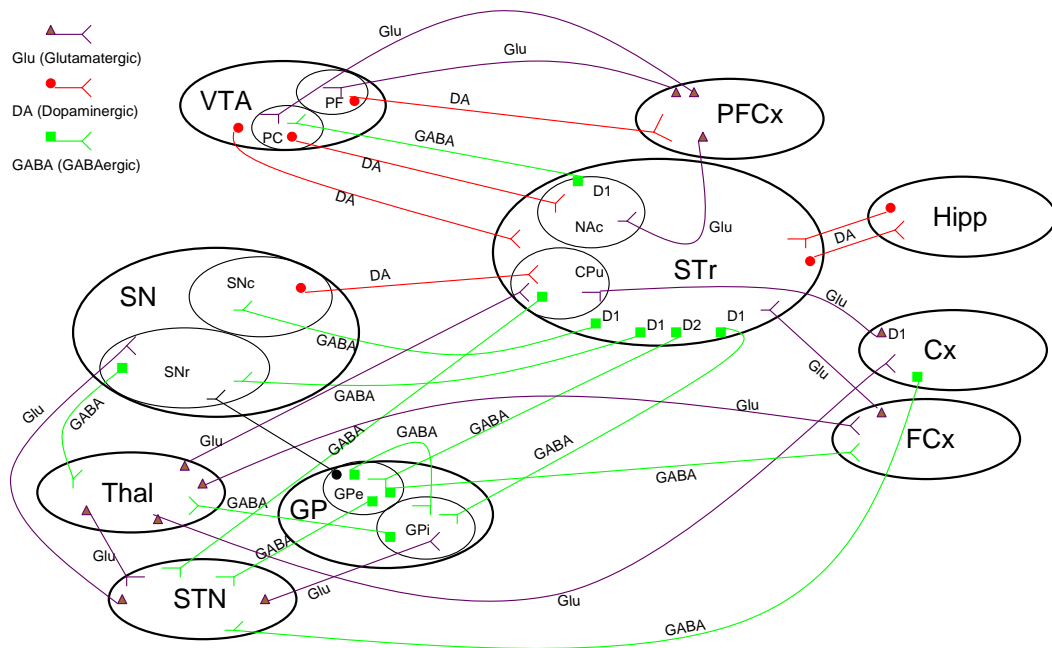 Glu
Glu (Glutamatergic)
DA (Dopaminergic)
GABA (GABAergic)
VTA
PF
PC
Glu
DA
GABA
DA
DA
PFCx
D1
NAc
Glu
STr
CPu
Hipp
DA
SN
SNc
DA
SNr
GABA
D1
D1
D2
D1
Glu
D1
Cx
Glu
FCx
Glu
GABA
GABA
Glu
GABA
GABA
GABA
GABA
Glu
GABA
Thal
GABA
GP
GPe
GPi
GABA
Glu
STN
Glu
Glu
GABA